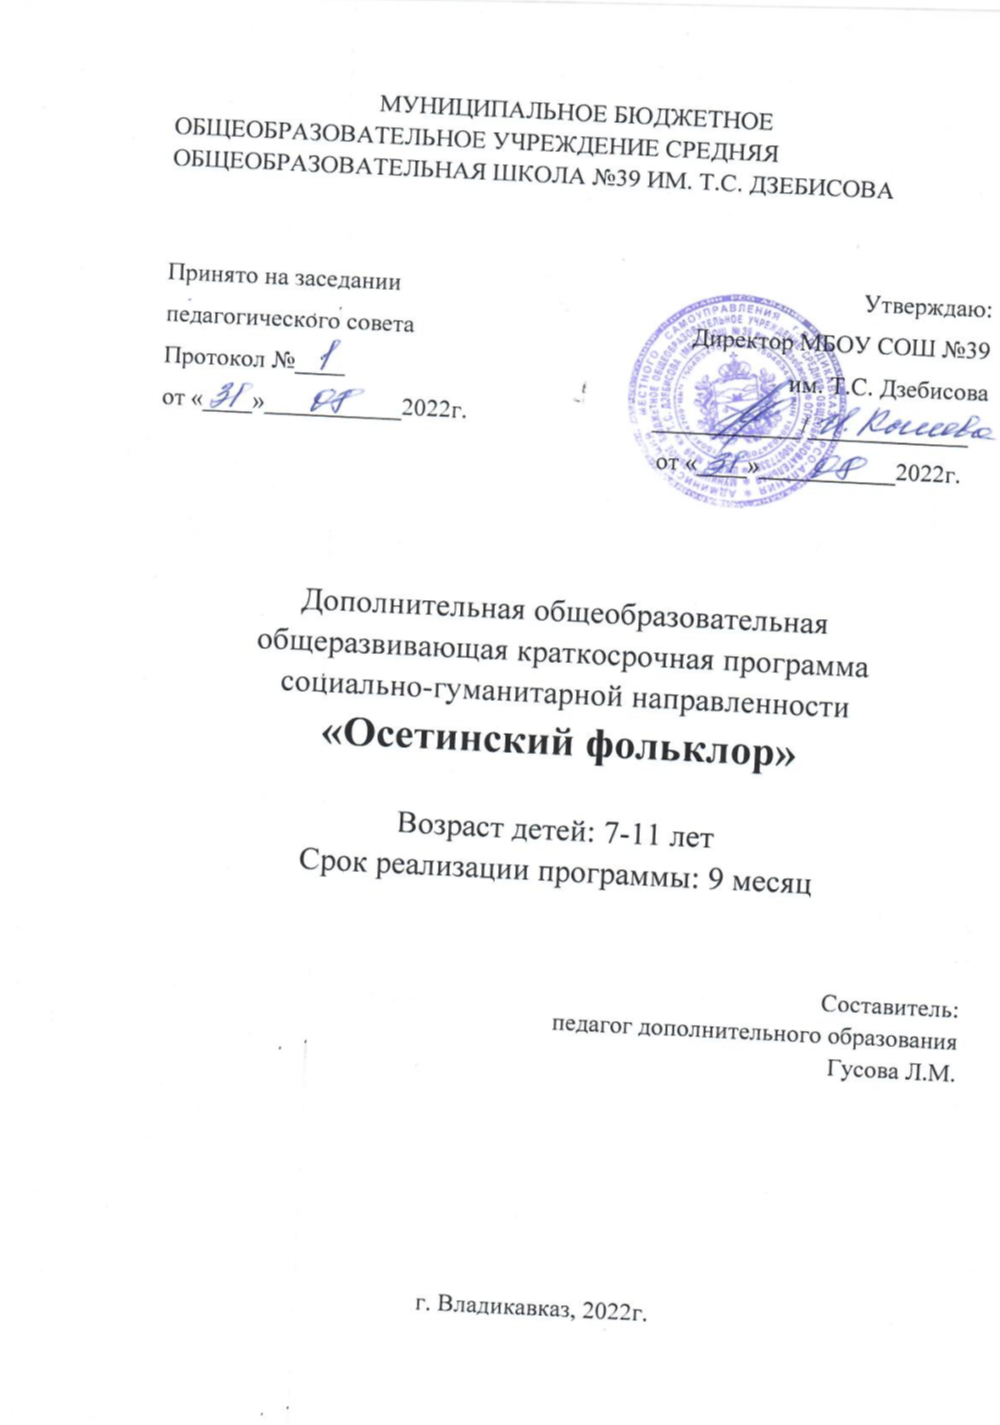 МУНИЦИПАЛЬНОЕ БЮДЖЕТНОЕ
ОБЩЕОБРАЗОВАТЕЛЬНОЕ УЧРЕЖДЕНИЕ СРЕДНЯЯ
ОБЩЕОБРАЗОВАТЕЛЬНАЯ ШКОЛА №39 ИМ. Т.С. ДЗЕБИСОВА
Принято на заседании
педагогического совета
Протокол № 1
от «31» 08 2022г.
Утверждаю:
Директор МБОУ СОШ №39
им. Т.С. Дзебисова
от «31» 08 2022г.
Дополнительная общеобразовательная
общеразвивающая краткосрочная программа
социально-гуманитарной направленности
«Осетинский фольклор»
Возраст детей: 7-11 лет
Срок реализации программы: 9 месяц
Составитель:
педагог дополнительного образования
Гусова Л.М.
г. Владикавказ, 2022г.